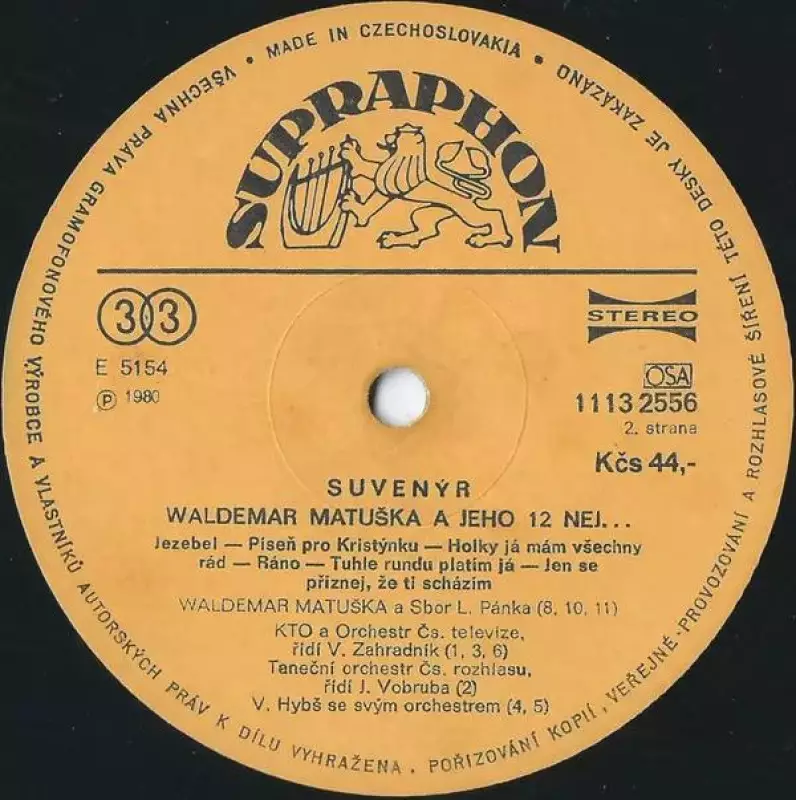 VŠECHNA PRÁVA GRAMOFONOVÉHO VÝROBCE A VLASTNÍKŮ AUTORSKÝCH PRÁV K DÍLU VYHRAŽENA . POŘIZOVÁNÍ KOPIÍ, VEŘEJNÉ PROVOZOVÁNÍ A ROZHLASOVÉ ŠÍŘENÍ TÉTO DESKY JE ZAKÁZÁNO
• MADE IN CZECHOSLOVAKIA •
SUPRAPHON
33
STEREO
E 5154
℗ 1980
OSA
1113 2556
2. strana
Kčs 44,-
SUVENÝR
WALDEMAR MATUŠKA A JEHO 12 NEJ...
Jezebel — Píseň pro Kristýnku — Holky já mám všechny
rád — Ráno — Tuhle rundu platím já — Jen se
přiznej, že ti scházím
WALDEMAR MATUŠKA a Sbor L. Pánka (8, 10, 11)
KTO a Orchestr Čs. televize,
řídí V. Zahradník (1, 3, 6)
Taneční orchestr Čs. rozhlasu,
řídí J. Vobruba (2)
V. Hybš se svým orchestrem (4, 5)